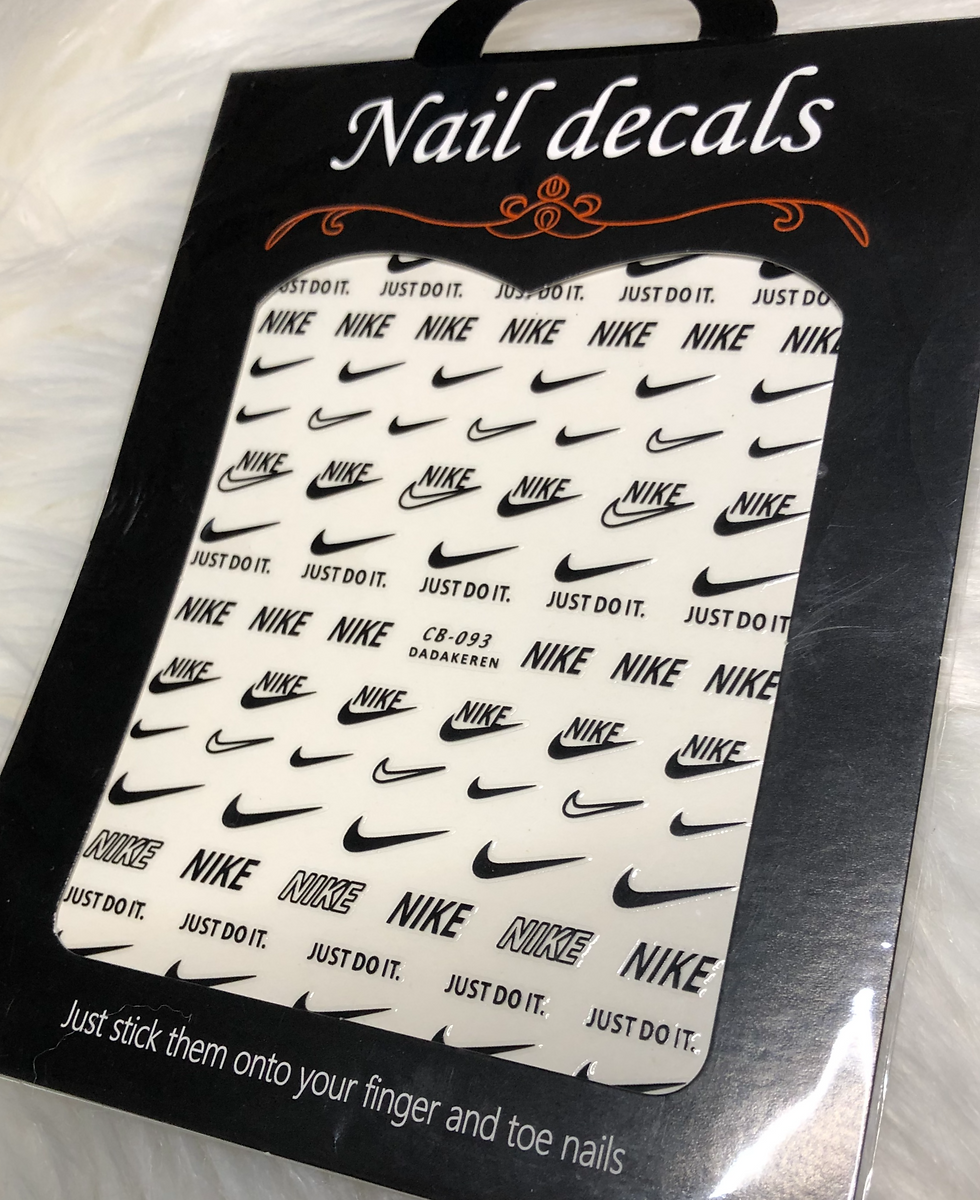 Nail decals
JUST DO IT. JUST DO IT. JUST DO IT. JUST DO IT. JUST DO
NIKE NIKE NIKE NIKE NIKE NIKE NIKE
NIKE NIKE NIKE NIKE NIKE NIKE
JUST DO IT. JUST DO IT. JUST DO IT. JUST DO IT. JUST DO IT
NIKE NIKE NIKE CB-093 NIKE NIKE NIKE
DADAKEREN
NIKE NIKE NIKE NIKE NIKE NIKE
NIKE NIKE NIKE NIKE NIKE NIKE
JUST DO IT. JUST DO IT. JUST DO IT. JUST DO IT. JUST DO IT.
Just stick them onto your finger and toe nails